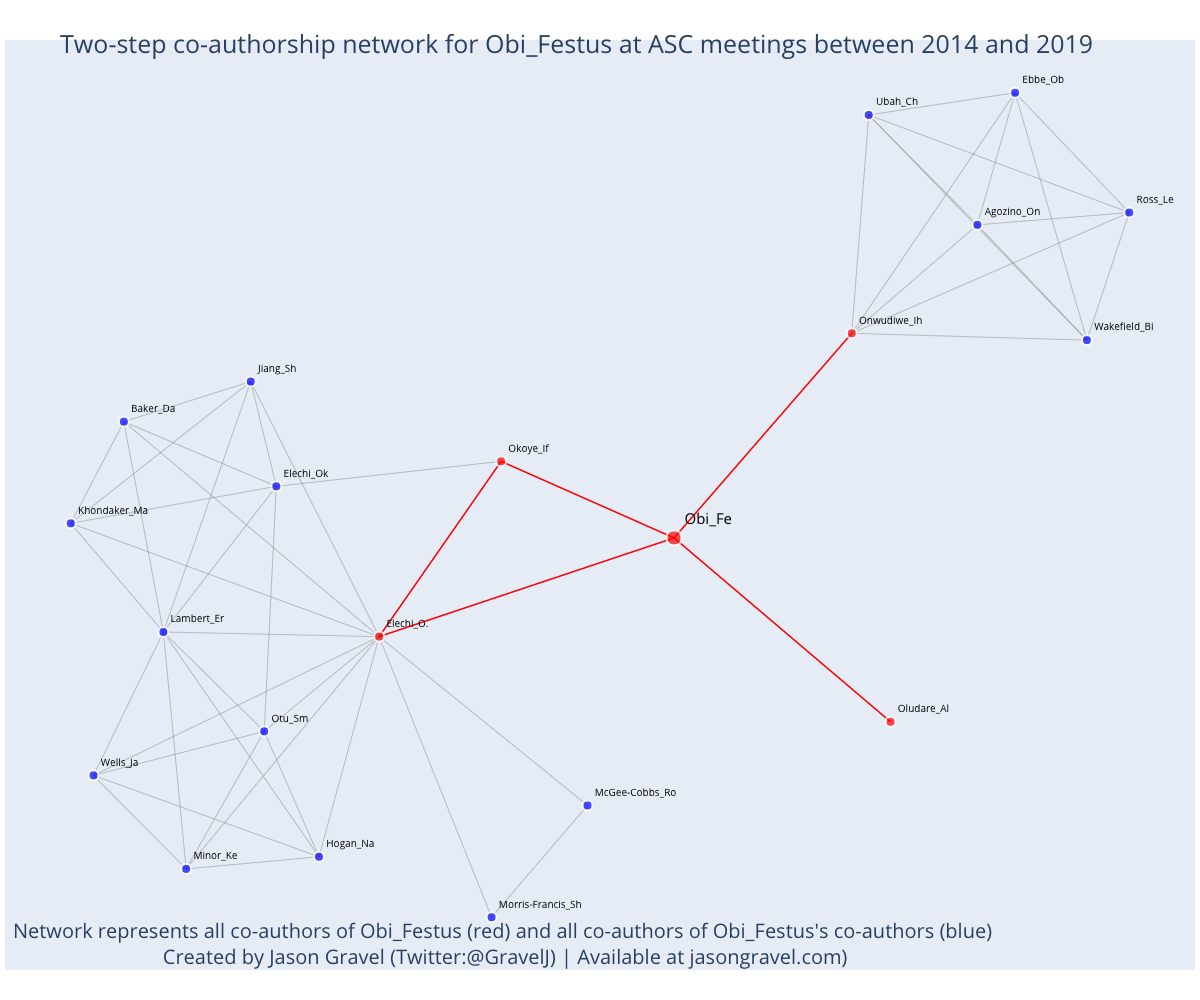 Two-step co-authorship network for Obi_Festus at ASC meetings between 2014 and 2019
Ebbe_Ob
Ubah_Ch
Ross_Le
Agozino_On
Onwudiwe_Ih
Wakefield_Bi
Jiang_Sh
Baker_Da
Okoye_If
Elechi_Ok
Khondaker_Ma
Obi_Fe
Lambert_Er
Elechi_O.
Oludare_Al
Otu_Sm
Wells_Ja
McGee-Cobbs_Ro
Hogan_Na
Minor_Ke
Morris-Francis_Sh
Network represents all co-authors of Obi_Festus (red) and all co-authors of Obi_Festus's co-authors (blue)
Created by Jason Gravel (Twitter:@GravelJ) | Available at jasongravel.com)